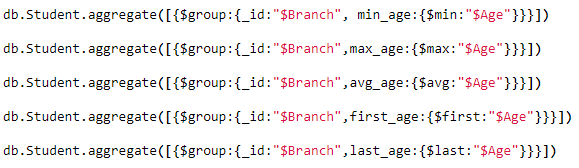 db.Student.aggregate([{$group:{_id:"$Branch", min_age:{$min:"$Age"}}}])
db.Student.aggregate([{$group:{_id:"$Branch",max_age:{$max:"$Age"}}}])
db.Student.aggregate([{$group:{_id:"$Branch",avg_age:{$avg:"$Age"}}}])
db.Student.aggregate([{$group:{_id:"$Branch",first_age:{$first:"$Age"}}}])
db.Student.aggregate([{$group:{_id:"$Branch",last_age:{$last:"$Age"}}}])